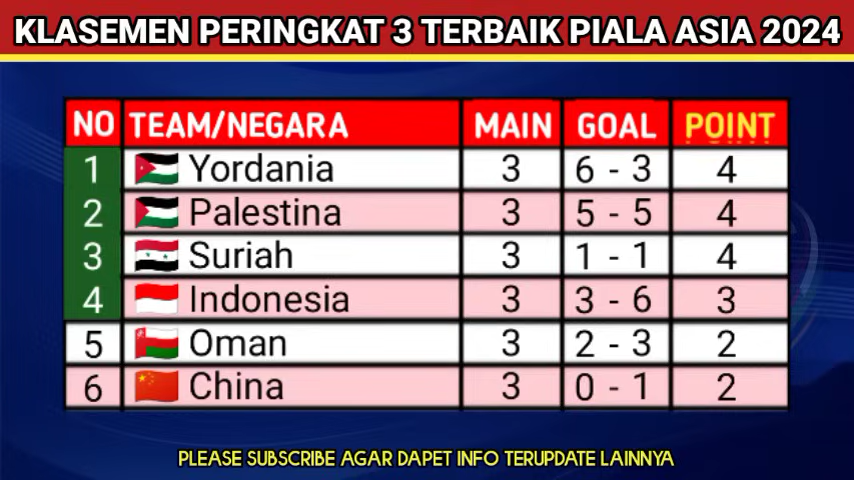 KLASEMEN PERINGKAT 3 TERBAIK PIALA ASIA 2024
NO TEAM/NEGARA MAIN GOAL POINT
1 Yordania 3 6 - 3 4
2 Palestina 3 5 - 5 4
3 Suriah 3 1 - 1 4
4 Indonesia 3 3 - 6 3
5 Oman 3 2 - 3 2
6 China 3 0 - 1 2
PLEASE SUBSCRIBE AGAR DAPET INFO TERUPDATE LAINNYA